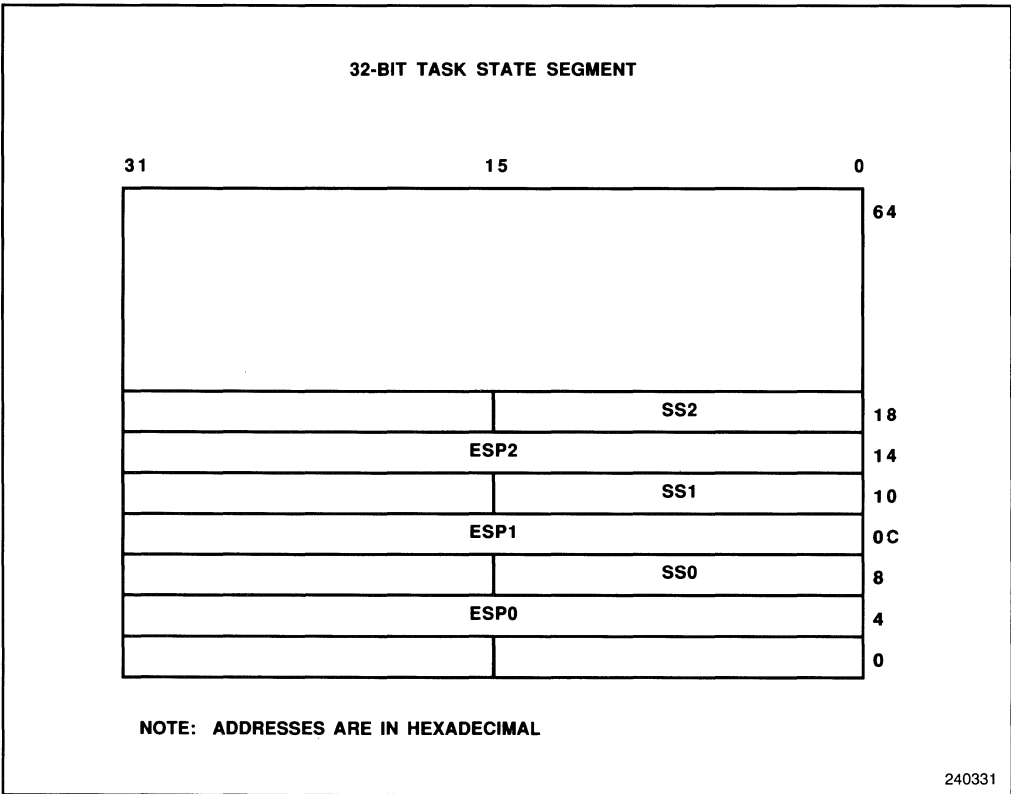 32-BIT TASK STATE SEGMENT
31 15 0
64
SS2 18
ESP2 14
SS1 10
ESP1 0C
SS0 8
ESP0 4
0
NOTE: ADDRESSES ARE IN HEXADECIMAL
240331